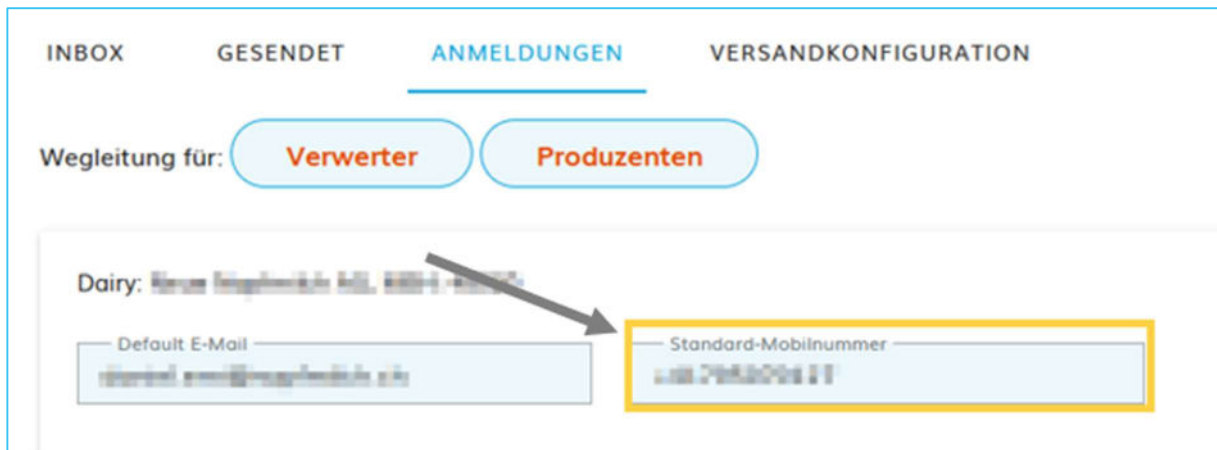 INBOX GESENDET ANMELDUNGEN VERSANDKONFIGURATION
Wegleitung für: Verwerter Produzenten
Dairy:
Default E-Mail Standard-Mobilnummer